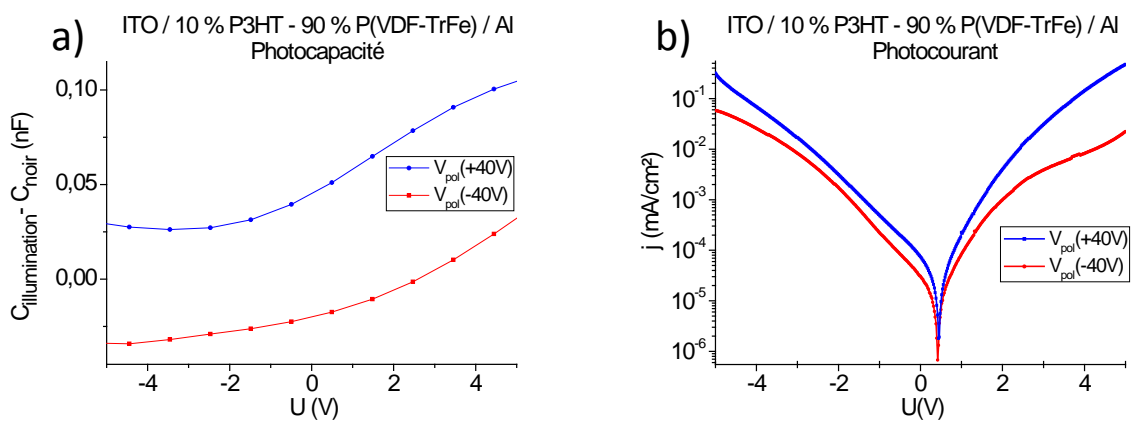 a)
ITO / 10 % P3HT - 90 % P(VDF-TrFe) / Al
Photocapacité
C_illumination - C_noir (nF)
0,10
0,05
0,00
V_pol(+40V)
V_pol(-40V)
-4 -2 0 2 4
U (V)
b)
ITO / 10 % P3HT - 90 % P(VDF-TrFe) / Al
Photocourant
j (mA/cm²)
10^-1
10^-2
10^-3
10^-4
10^-5
10^-6
V_pol(+40V)
V_pol(-40V)
-4 -2 0 2 4
U(V)